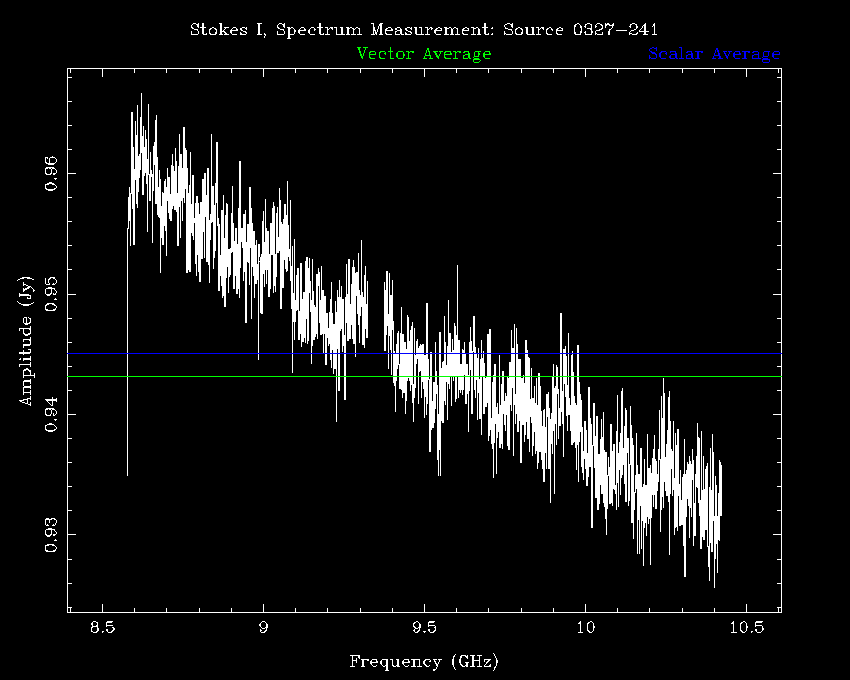 Stokes I, Spectrum Measurement: Source 0327-241
Vector Average
Scalar Average
0.96
0.95
0.94
0.93
Amplitude (Jy)
8.5
9
9.5
10
10.5
Frequency (GHz)